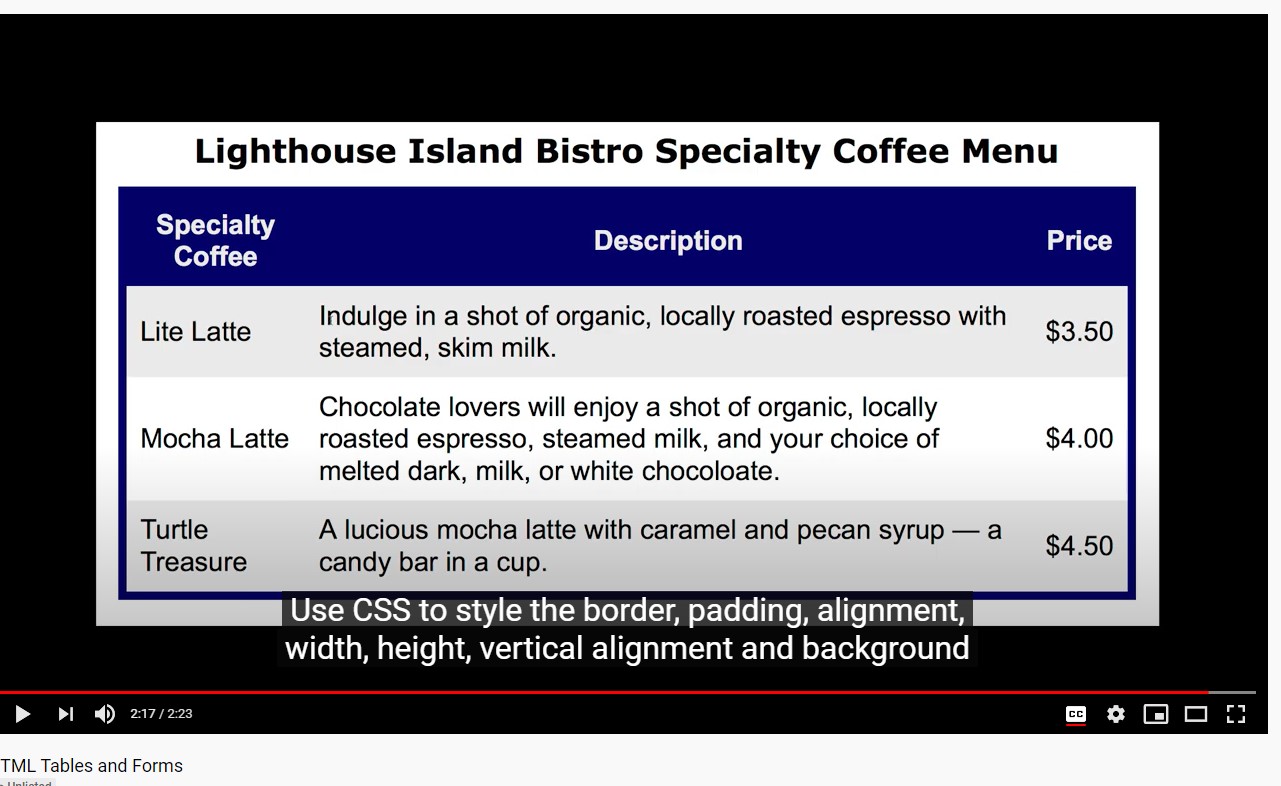 Lighthouse Island Bistro Specialty Coffee Menu
Specialty
Coffee
Description
Price
Lite Latte
Indulge in a shot of organic, locally roasted espresso with
steamed, skim milk.
$3.50
Mocha Latte
Chocolate lovers will enjoy a shot of organic, locally
roasted espresso, steamed milk, and your choice of
melted dark, milk, or white chocoloate.
$4.00
Turtle
Treasure
A lucious mocha latte with caramel and pecan syrup — a
candy bar in a cup.
$4.50
Use CSS to style the border, padding, alignment,
width, height, vertical alignment and background
2:17 / 2:23
CC
TML Tables and Forms
Unlisted